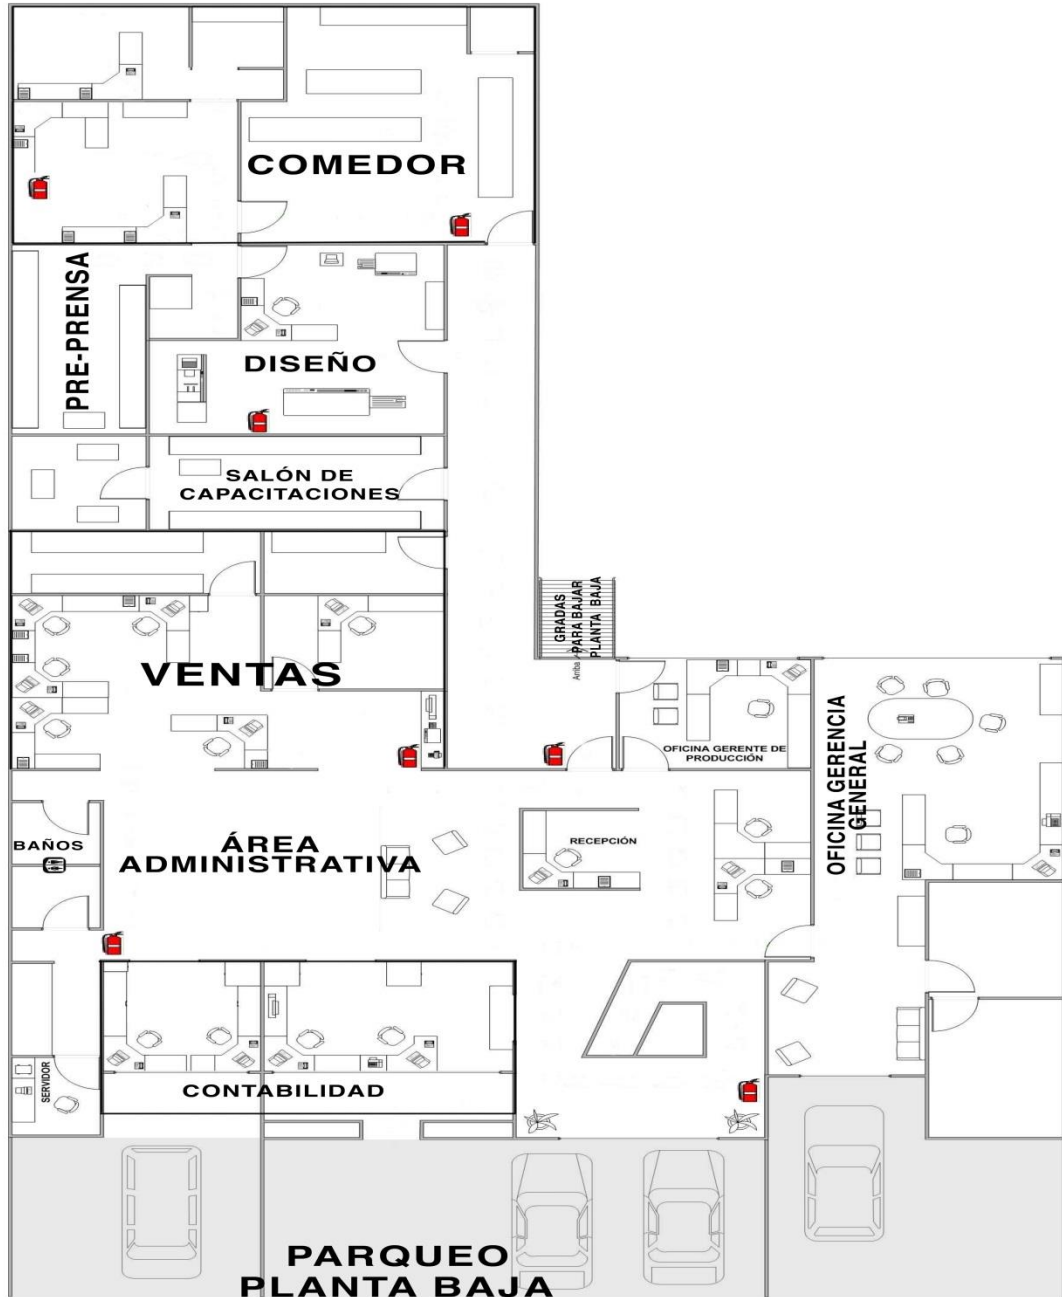 COMEDOR
PRE-PRENSA
DISEÑO
SALÓN DE
CAPACITACIONES
GRADAS
PARA BAJAR
PLANTA BAJA
Arriba
VENTAS
OFICINA GERENTE DE
PRODUCCIÓN
OFICINA GERENCIA
GENERAL
BAÑOS
ÁREA
ADMINISTRATIVA
RECEPCIÓN
SERVIDOR
CONTABILIDAD
PARQUEO
PLANTA BAJA